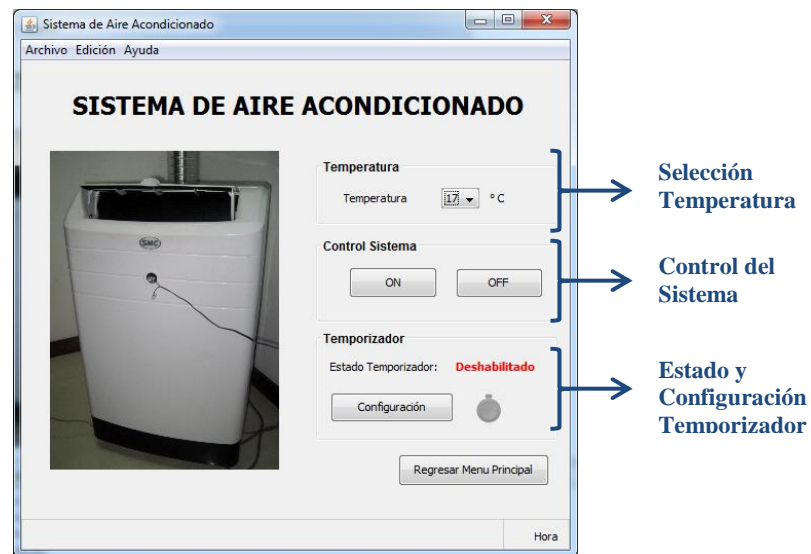 Sistema de Aire Acondicionado
Archivo Edición Ayuda
SISTEMA DE AIRE ACONDICIONADO
SMC
Temperatura
Temperatura 17 ° C
Selección
Temperatura
Control Sistema
ON OFF
Control del
Sistema
Temporizador
Estado Temporizador: Deshabilitado
Configuración
Estado y
Configuración
Temporizador
Regresar Menu Principal
Hora